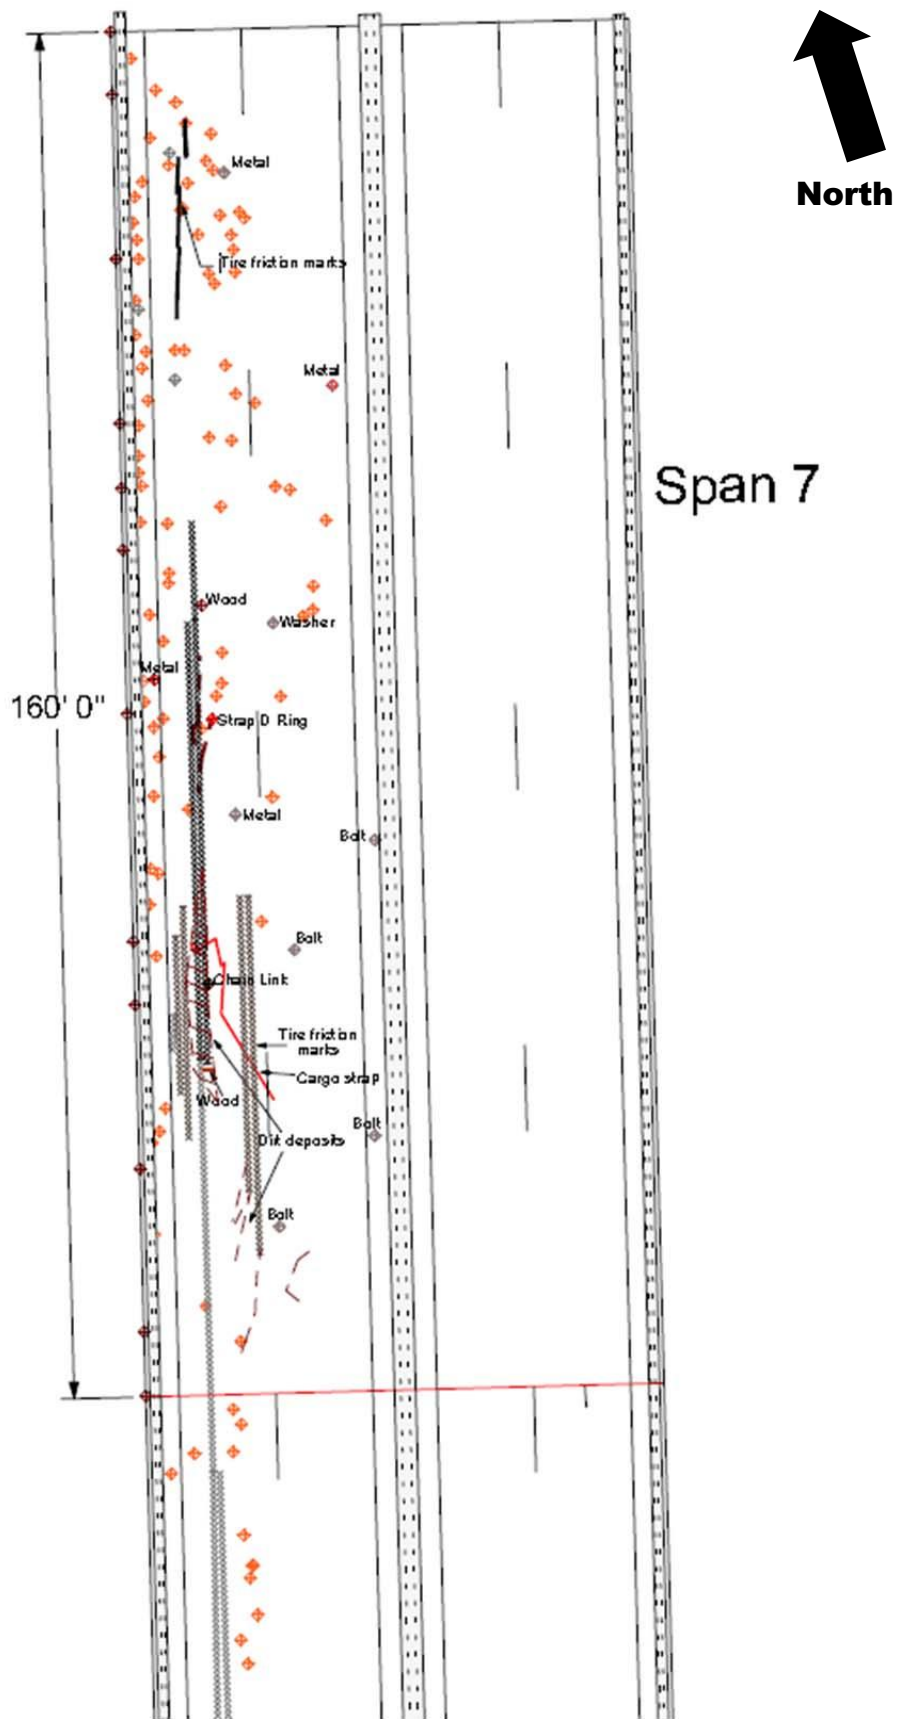 North
Metal
Tire friction marks
Metal
Span 7
Wood
Washer
Metal
160' 0"
Strap D Ring
Metal
Bolt
Bolt
Chain Link
Tire friction
marks
Cargo strap
Wood
Bolt
Dirt deposits
Bolt